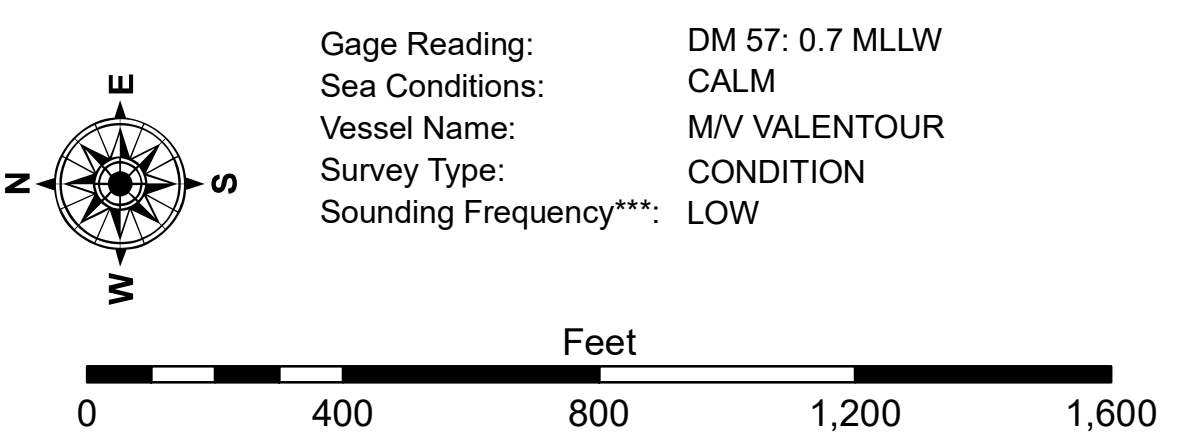 E
N
S
W
Gage Reading: DM 57: 0.7 MLLW
Sea Conditions: CALM
Vessel Name: M/V VALENTOUR
Survey Type: CONDITION
Sounding Frequency***: LOW
Feet
0 400 800 1,200 1,600